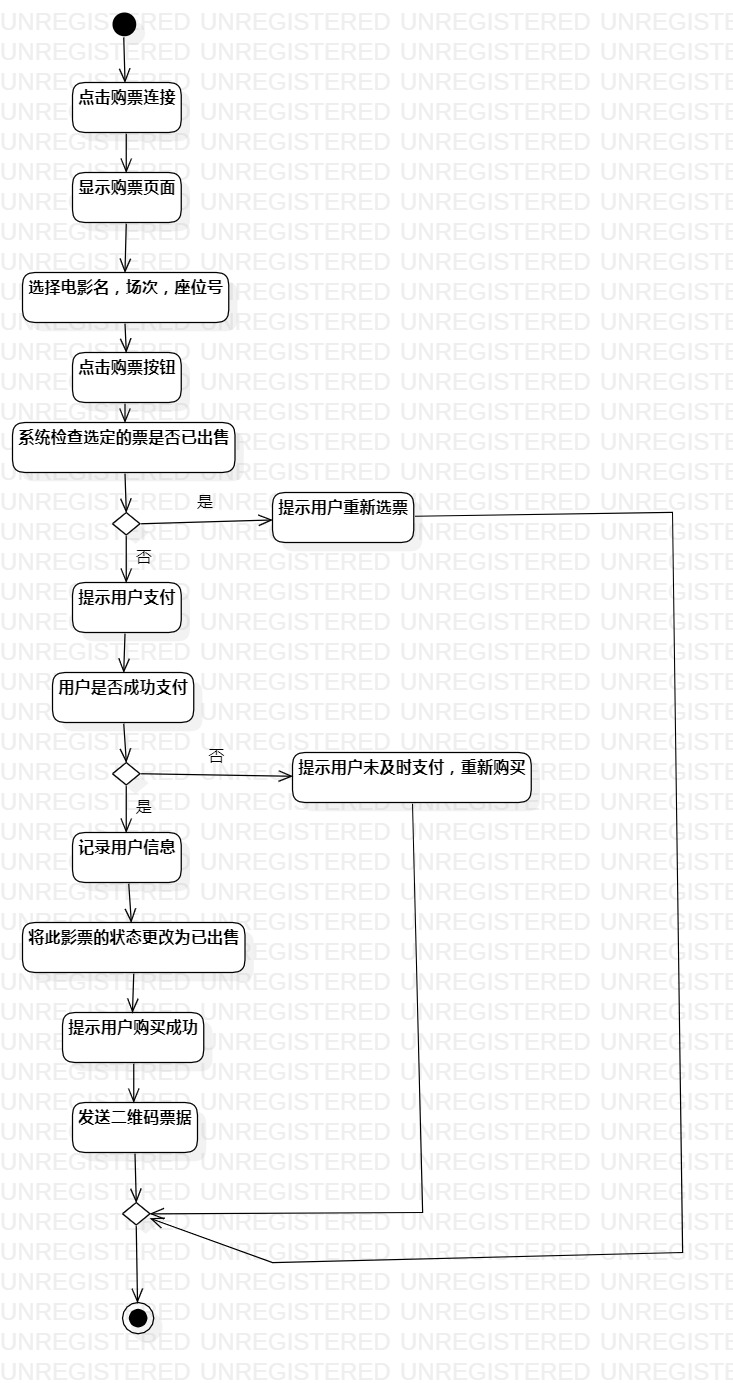 点击购票连接
显示购票页面
选择电影名，场次，座位号
点击购票按钮
系统检查选定的票是否已出售
是
提示用户重新选票
否
提示用户支付
用户是否成功支付
否
提示用户未及时支付，重新购买
是
记录用户信息
将此影票的状态更改为已出售
提示用户购买成功
发送二维码票据
UNREGISTERED